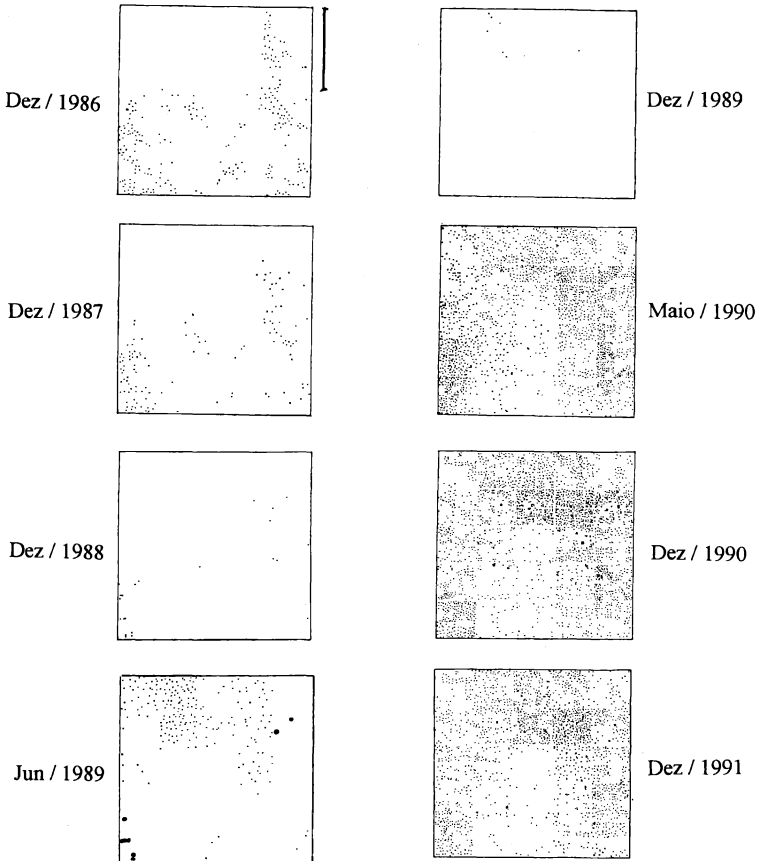 Dez / 1986
Dez / 1989
Dez / 1987
Maio / 1990
Dez / 1988
Dez / 1990
Jun / 1989
Dez / 1991